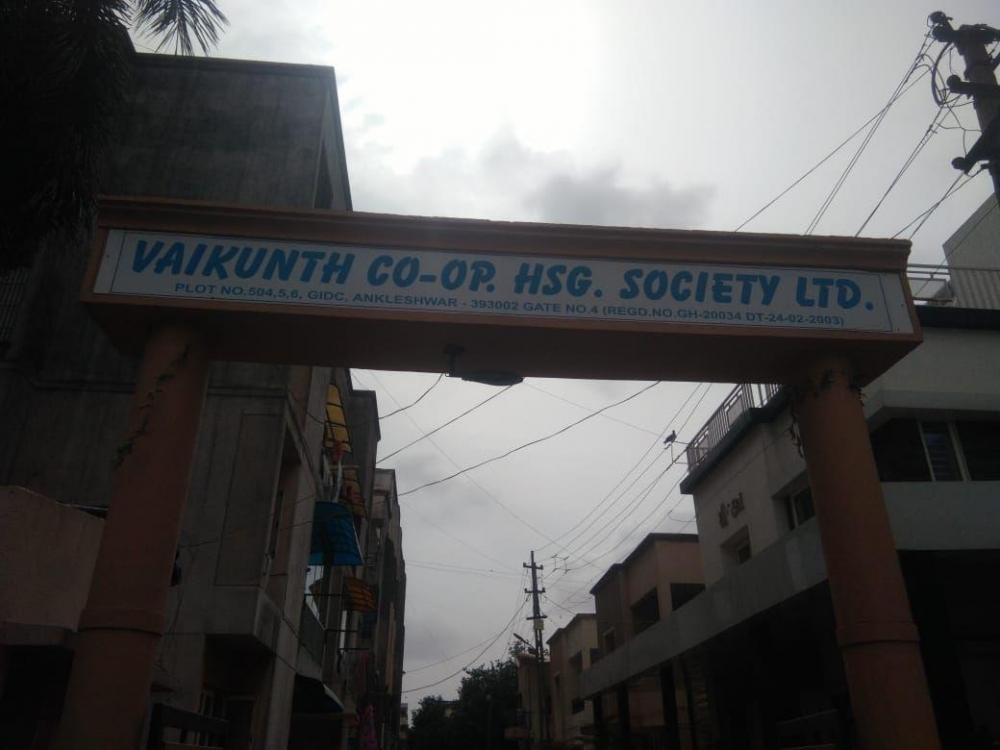 VAIKUNTH CO-OP. HSG. SOCIETY LTD.
PLOT NO.504,5,6, GIDC, ANKLESHWAR - 393002 GATE NO.4 (REGD.NO.GH-20034 DT-24-02-2003)